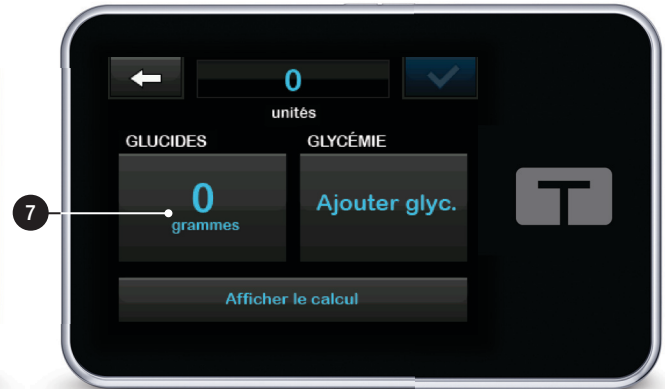 0
unités
GLUCIDES
GLYCÉMIE
0
grammes
Ajouter glyc.
7
Afficher le calcul